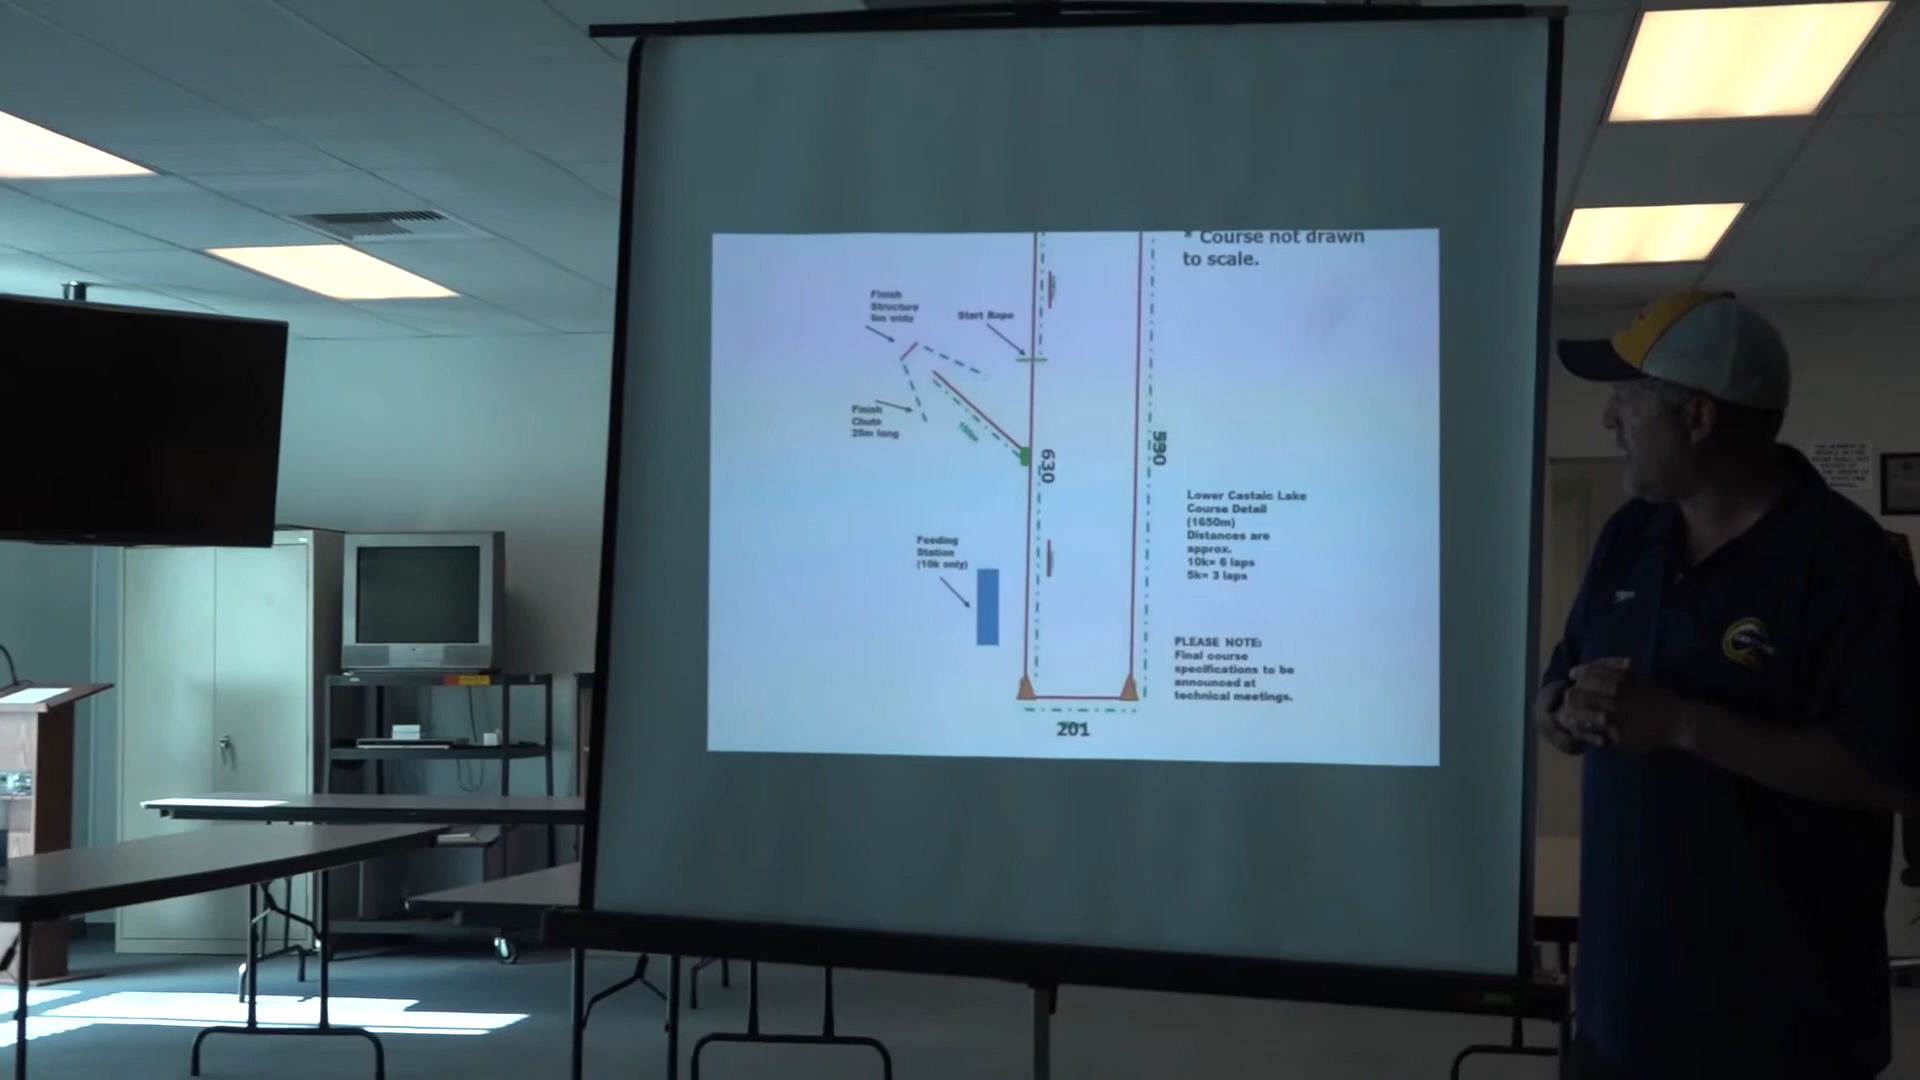 * Course not drawn
to scale.
Finish
Structure
5m wide
Start Rope
Finish
Chute
25m long
630
590
Lower Castaic Lake
Course Detail
(1650m)
Distances are
approx.
10k= 6 laps
5k= 3 laps
Feeding
Station
(10k only)
PLEASE NOTE:
Final course
specifications to be
announced at
technical meetings.
201